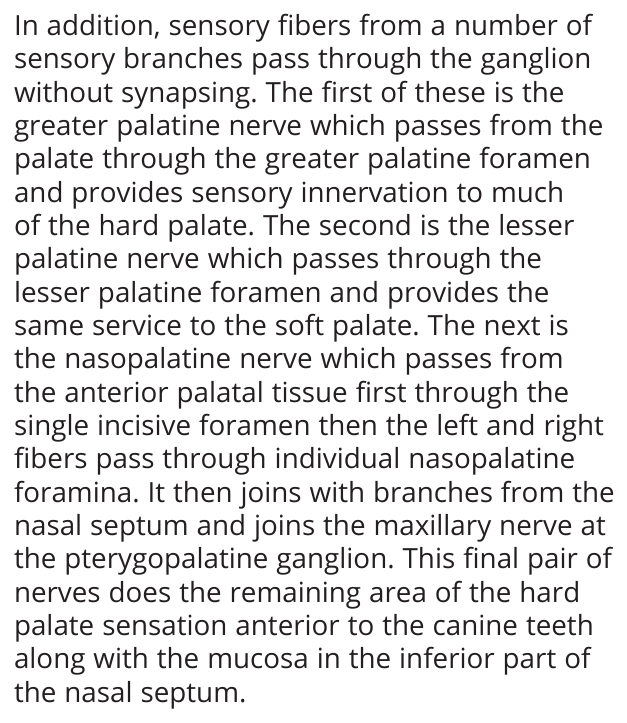 In addition, sensory fibers from a number of
sensory branches pass through the ganglion
without synapsing. The first of these is the
greater palatine nerve which passes from the
palate through the greater palatine foramen
and provides sensory innervation to much
of the hard palate. The second is the lesser
palatine nerve which passes through the
lesser palatine foramen and provides the
same service to the soft palate. The next is
the nasopalatine nerve which passes from
the anterior palatal tissue first through the
single incisive foramen then the left and right
fibers pass through individual nasopalatine
foramina. It then joins with branches from the
nasal septum and joins the maxillary nerve at
the pterygopalatine ganglion. This final pair of
nerves does the remaining area of the hard
palate sensation anterior to the canine teeth
along with the mucosa in the inferior part of
the nasal septum.